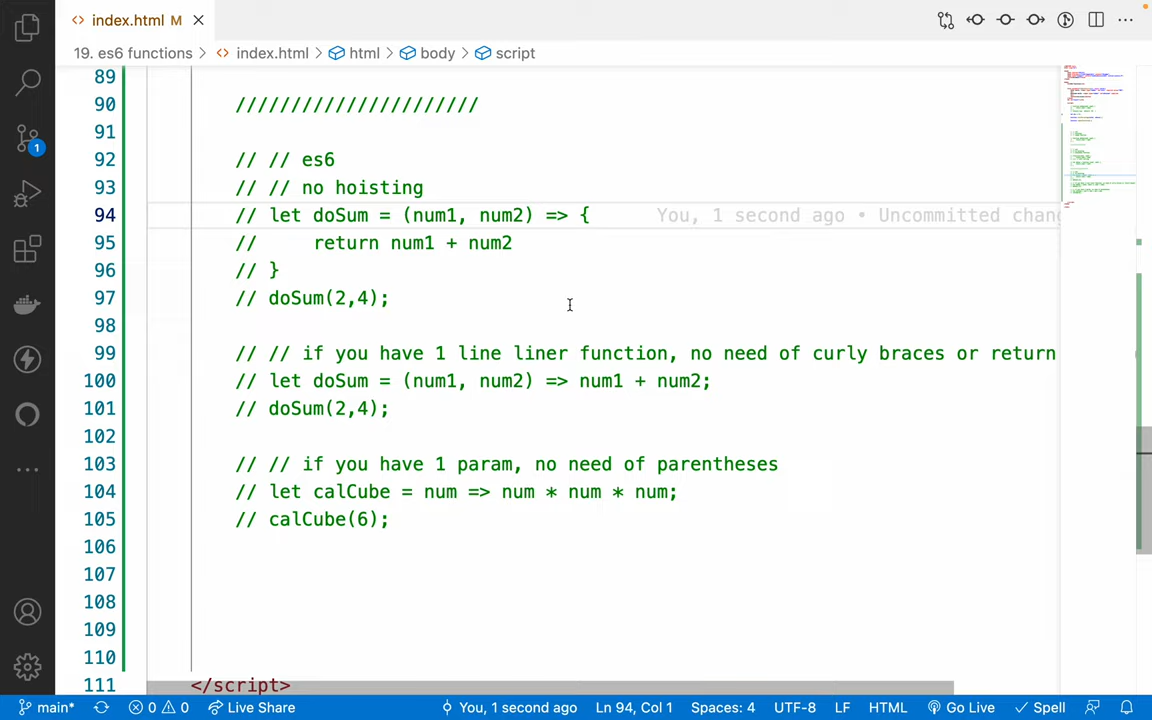 index.html M
19. es6 functions > index.html > html > body > script
89
90 //////////////////////
91
92 // // es6
93 // // no hoisting
94 // let doSum = (num1, num2) => { You, 1 second ago • Uncommitted chang
95 //     return num1 + num2
96 // }
97 // doSum(2,4);
98
99 // // if you have 1 line liner function, no need of curly braces or return
100 // let doSum = (num1, num2) => num1 + num2;
101 // doSum(2,4);
102
103 // // if you have 1 param, no need of parentheses
104 // let calCube = num => num * num * num;
105 // calCube(6);
106
107
108
109
110
111 </script>
1
main* 0 0 Live Share You, 1 second ago Ln 94, Col 1 Spaces: 4 UTF-8 LF HTML Go Live Spell